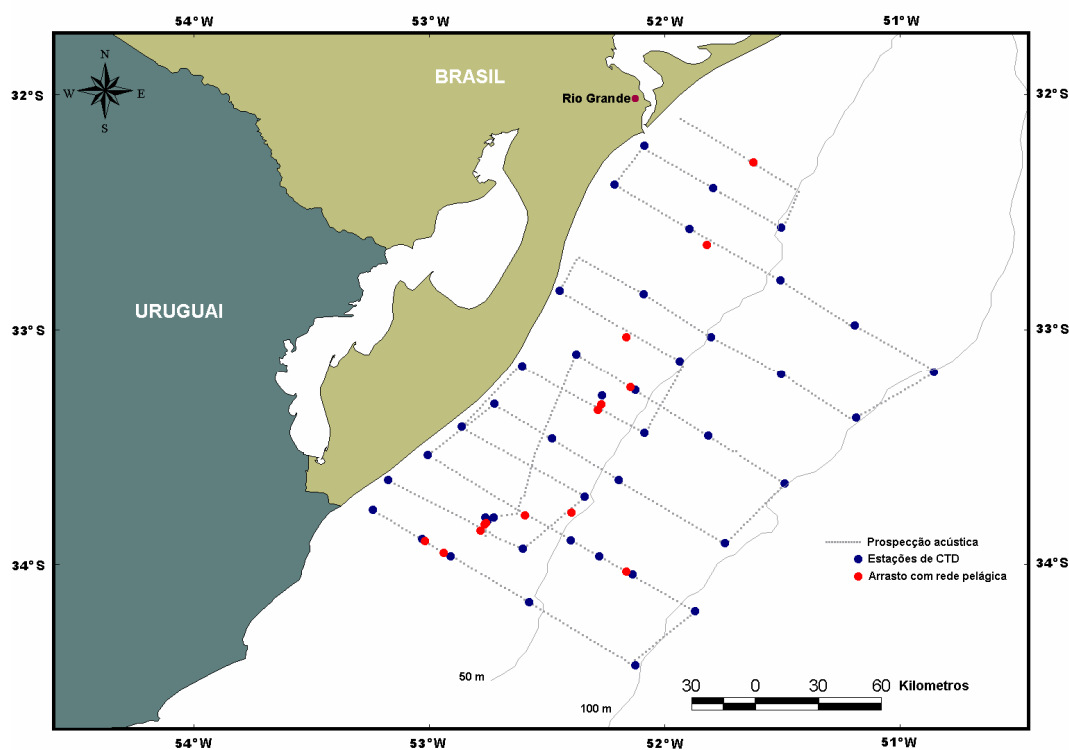 54°W 53°W 52°W 51°W
BRASIL
N
W E
S
32°S 32°S
Rio Grande
URUGUAI
33°S 33°S
Prospecção acústica
Estações de CTD
34°S 34°S
Arrasto com rede pelágica
50 m
30 0 30 60 Kilometros
100 m
54°W 53°W 52°W 51°W